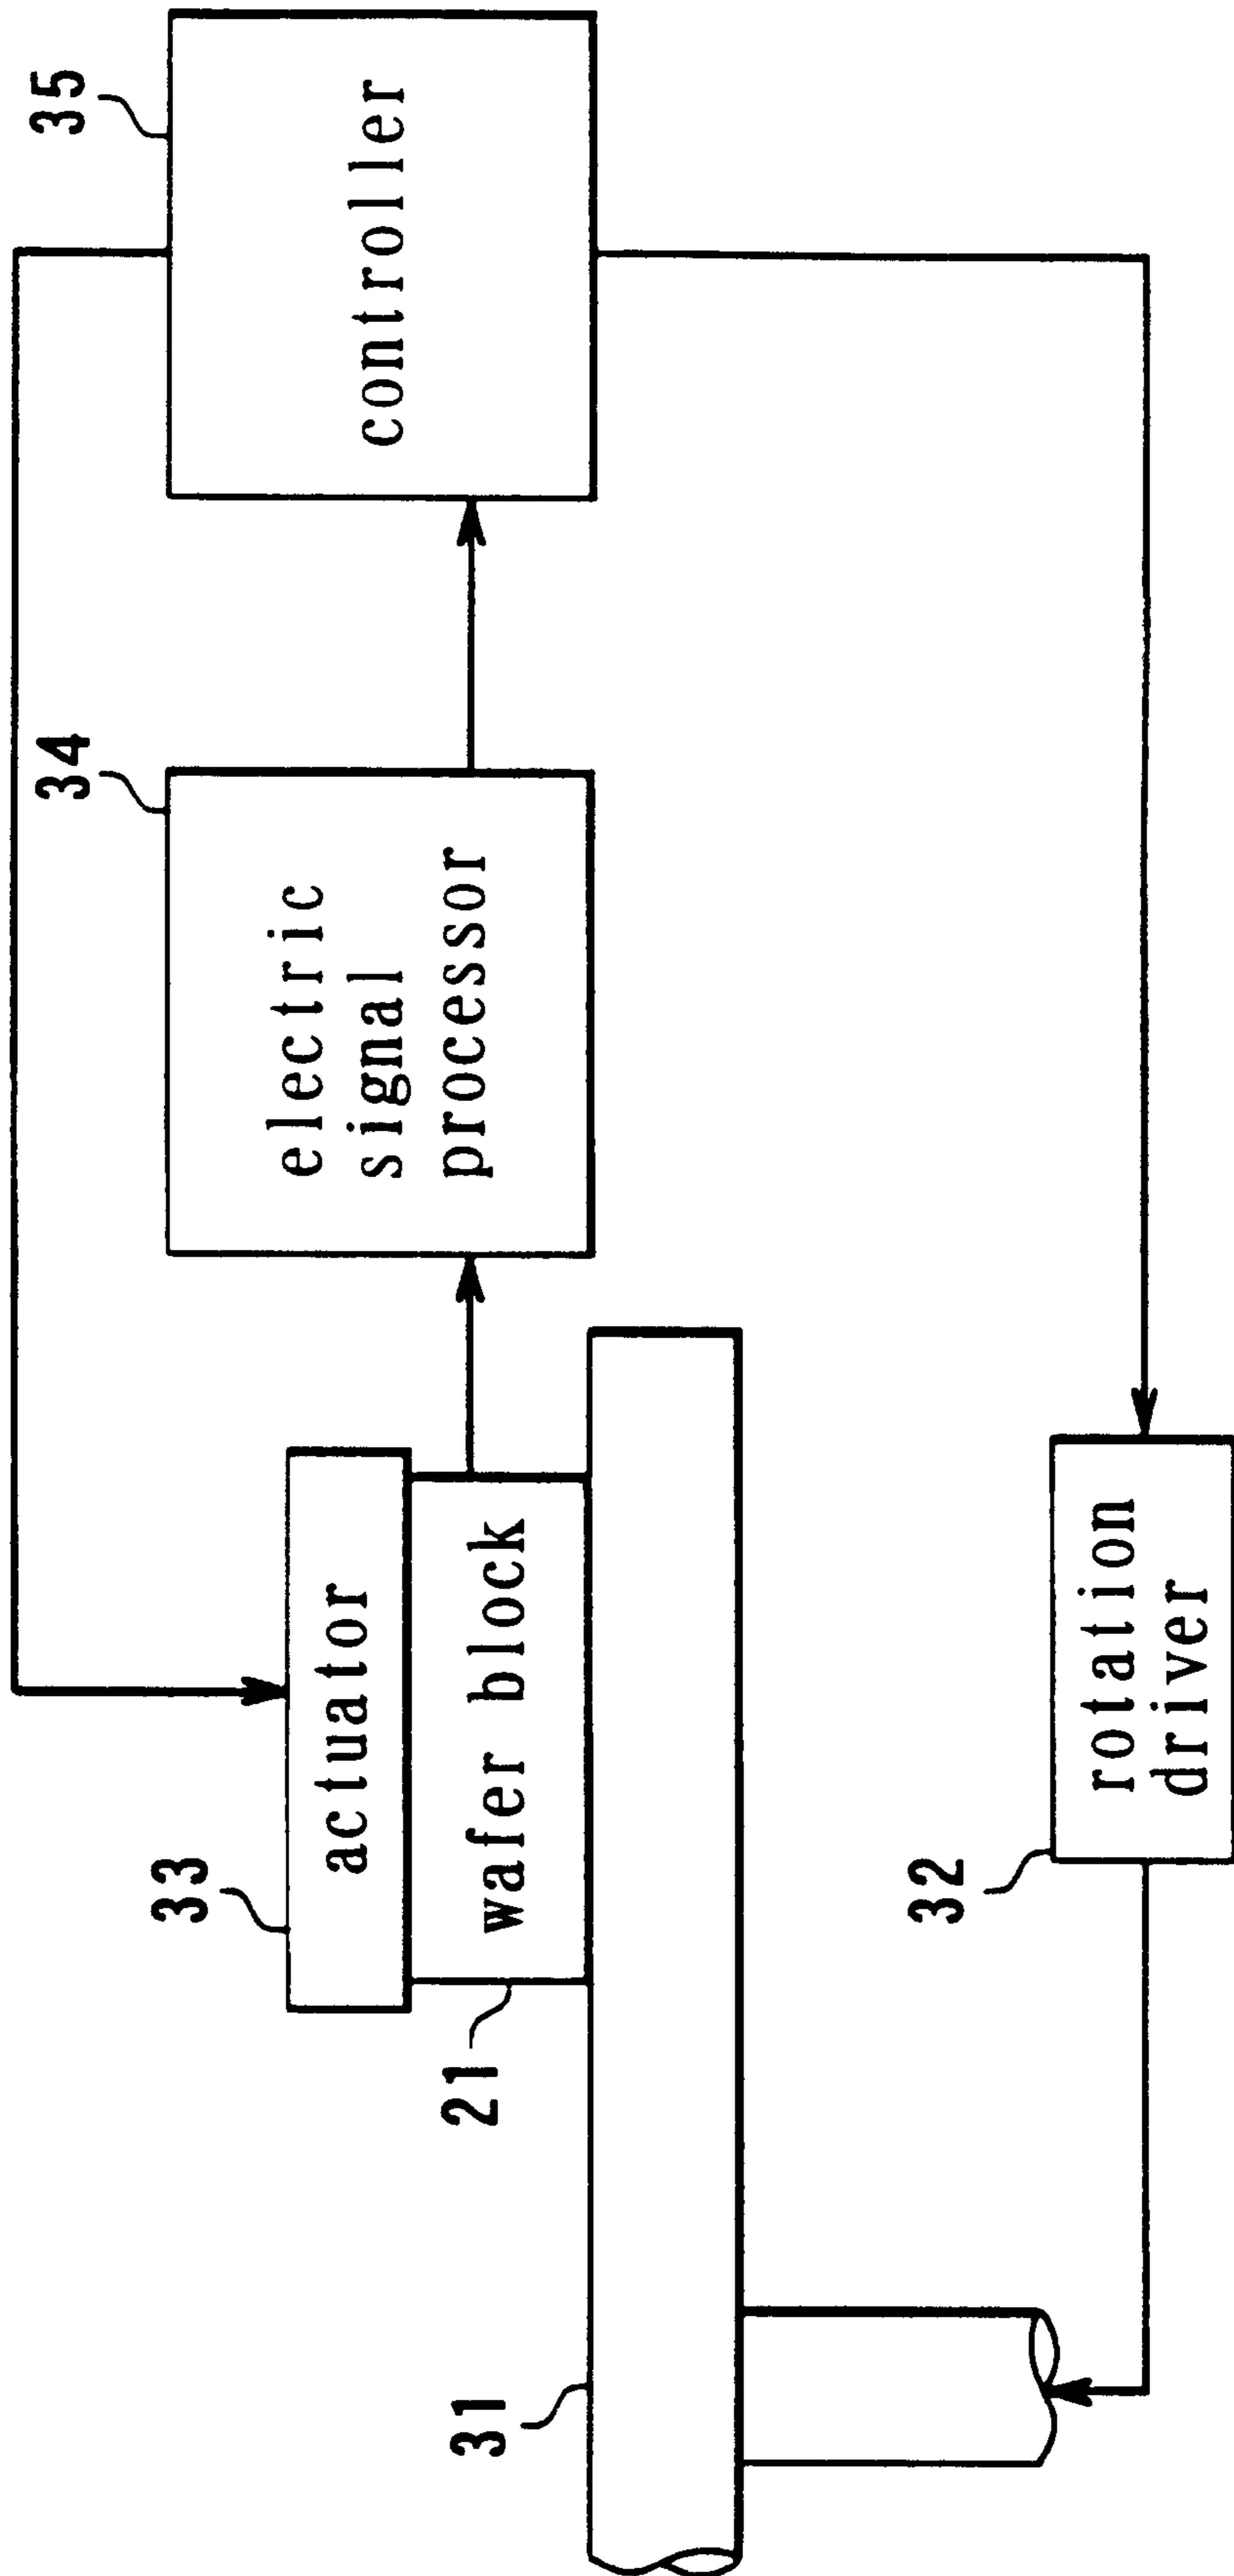 33
actuator
21
wafer block
31
32
rotation
driver
34
electric
signal
processor
35
controller